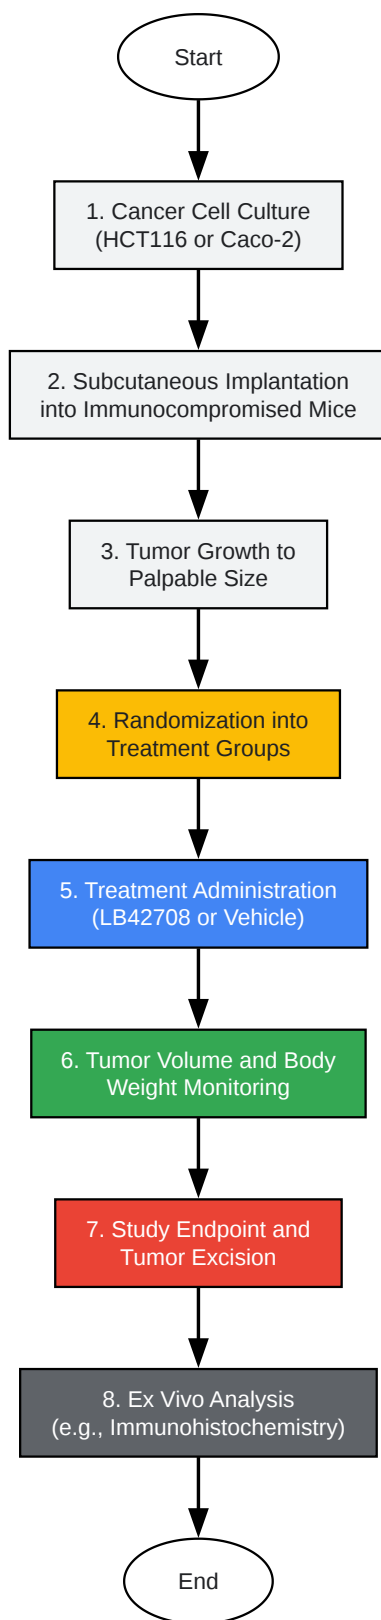 Start
1. Cancer Cell Culture
(HCT116 or Caco-2)
2. Subcutaneous Implantation
into Immunocompromised Mice
3. Tumor Growth to
Palpable Size
4. Randomization into
Treatment Groups
5. Treatment Administration
(LB42708 or Vehicle)
6. Tumor Volume and Body
Weight Monitoring
7. Study Endpoint and
Tumor Excision
8. Ex Vivo Analysis
(e.g., Immunohistochemistry)
End